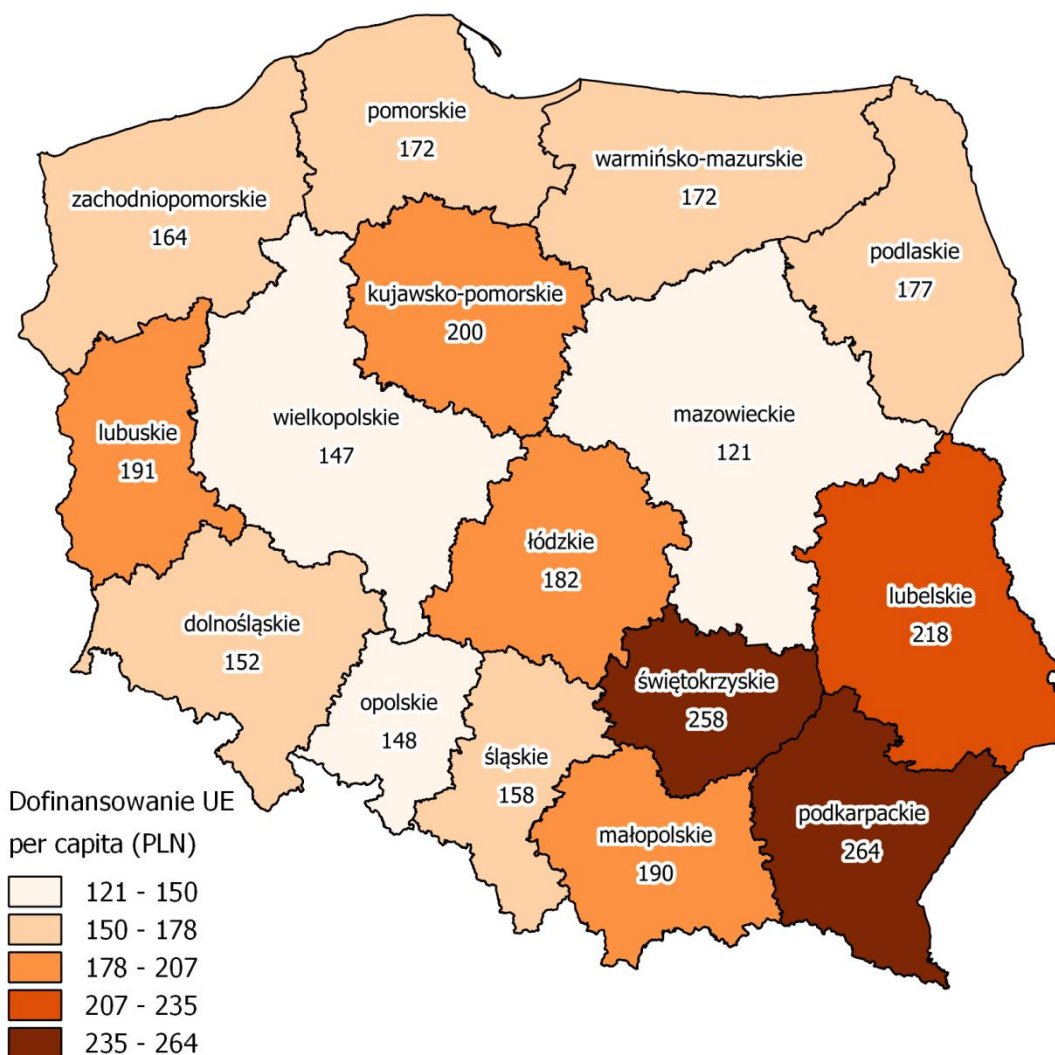 pomorskie
172
warmińsko-mazurskie
172
zachodniopomorskie
164
podlaskie
177
kujawsko-pomorskie
200
lubuskie
191
wielkopolskie
147
mazowieckie
121
łódzkie
182
lubelskie
218
dolnośląskie
152
opolskie
148
świętokrzyskie
258
śląskie
158
małopolskie
190
podkarpackie
264
Dofinansowanie UE
per capita (PLN)
121 - 150
150 - 178
178 - 207
207 - 235
235 - 264